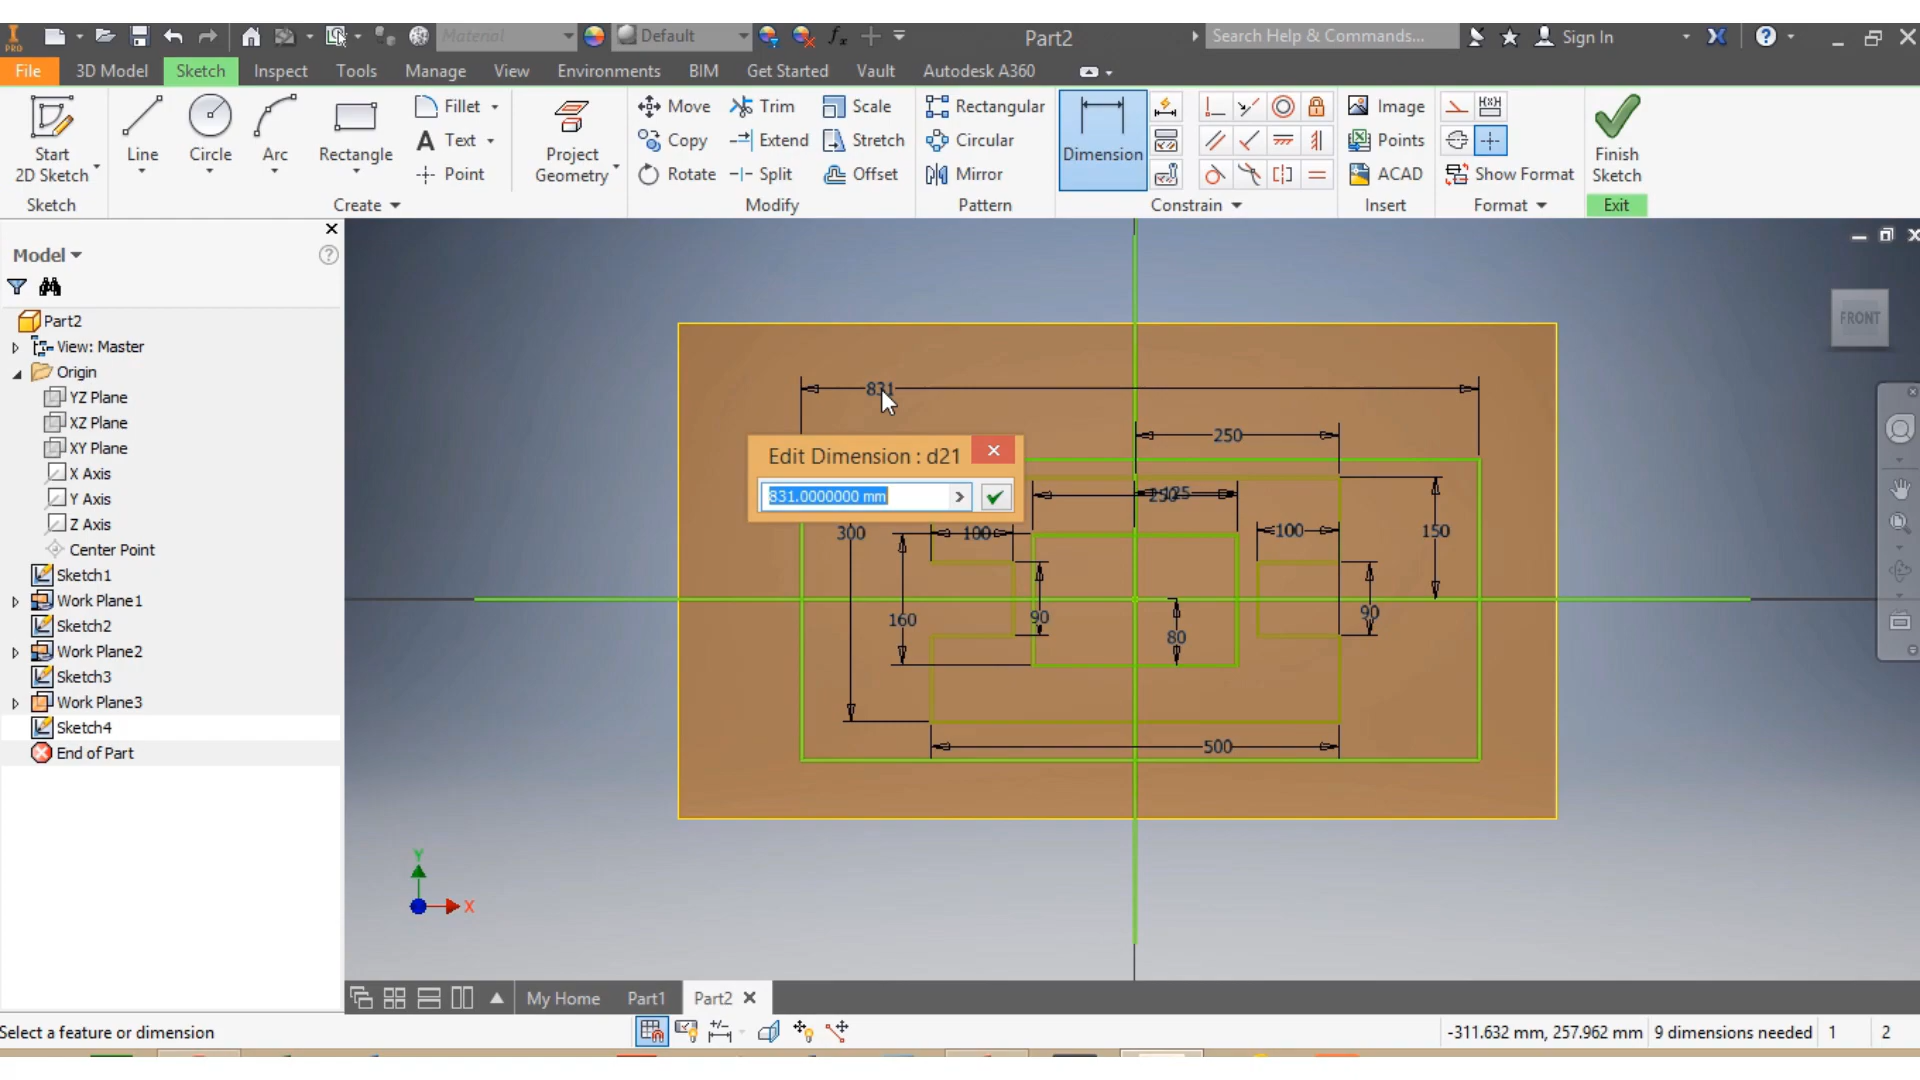 PRO Material Default Part2 Search Help & Commands... Sign In
File 3D Model Sketch Inspect Tools Manage View Environments BIM Get Started Vault Autodesk A360
Start 2D Sketch
Line
Circle
Arc
Rectangle
Fillet
Text
Point
Project Geometry
Move
Copy
Rotate
Trim
Extend
Split
Scale
Stretch
Offset
Rectangular
Circular
Mirror
Dimension
Image
Points
ACAD
Show Format
Finish Sketch
Sketch Create Modify Pattern Constrain Insert Format Exit
Model
Part2
View: Master
Origin
YZ Plane
XZ Plane
XY Plane
X Axis
Y Axis
Z Axis
Center Point
Sketch1
Work Plane1
Sketch2
Work Plane2
Sketch3
Work Plane3
Sketch4
End of Part
FRONT
831
250
Edit Dimension : d21
831.0000000 mm
125
300
100
100
150
160
90
80
90
500
Y
X
My Home Part1 Part2
Select a feature or dimension
-311.632 mm, 257.962 mm 9 dimensions needed 1 2